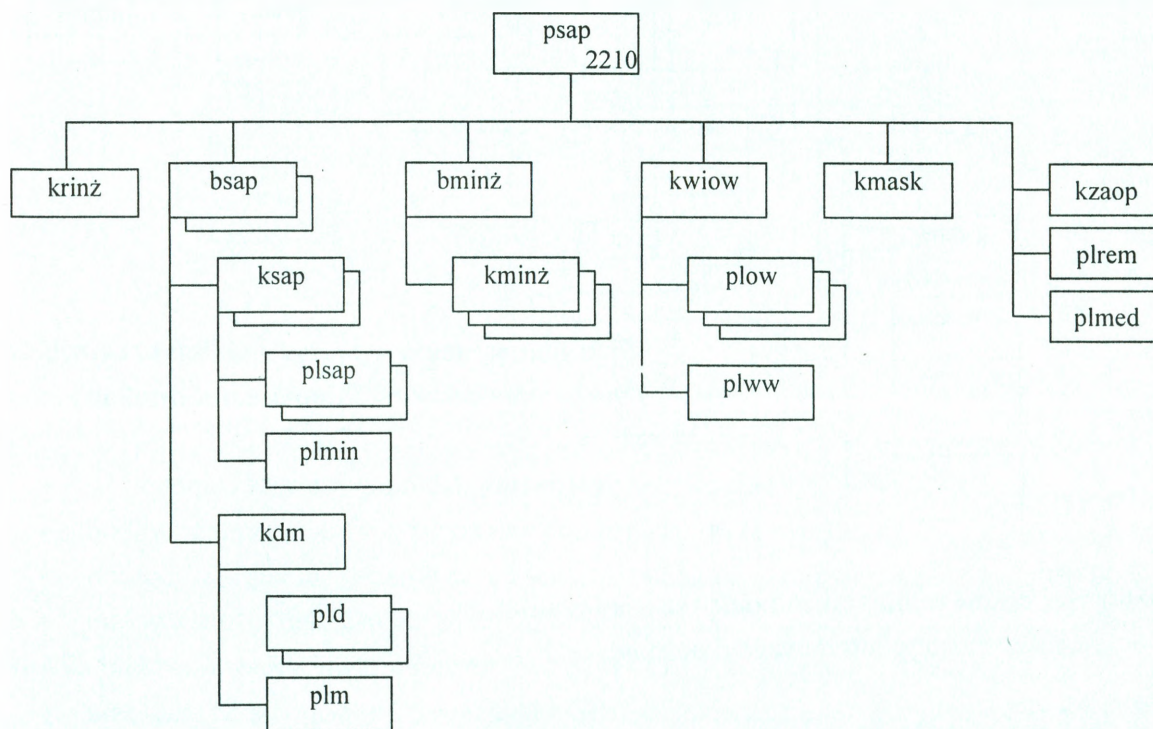 psap
2210
krinż
bsap
bminż
kwiow
kmask
kzaop
plrem
plmed
ksap
kminż
plow
plsap
plww
plmin
kdm
pld
plm